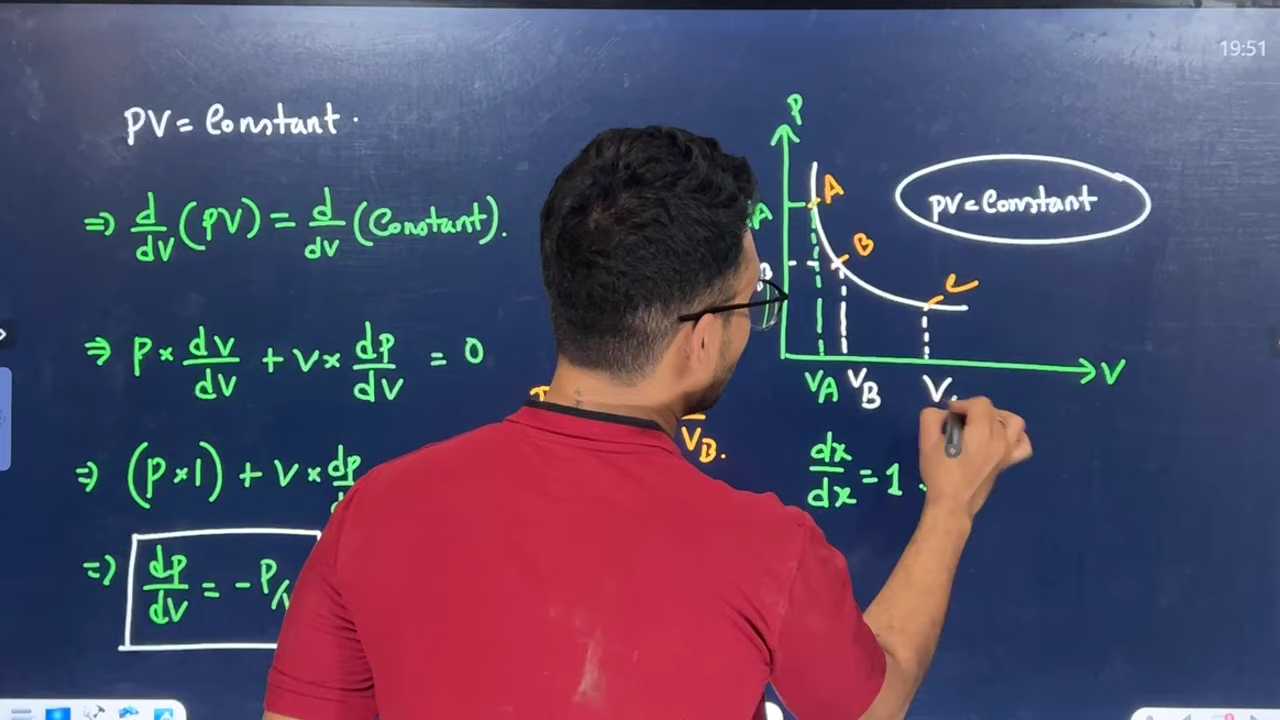 19:51
PV = Constant.
⇒ d/dv (PV) = d/dv (Constant).
⇒ P × dv/dv + V × dp/dv = 0
⇒ (P×1) + V × dp
⇒ dp/dv = - P/
P
A
A
B
B
C
PV = Constant
V
VA
VB
V
VB.
dx/dx = 1